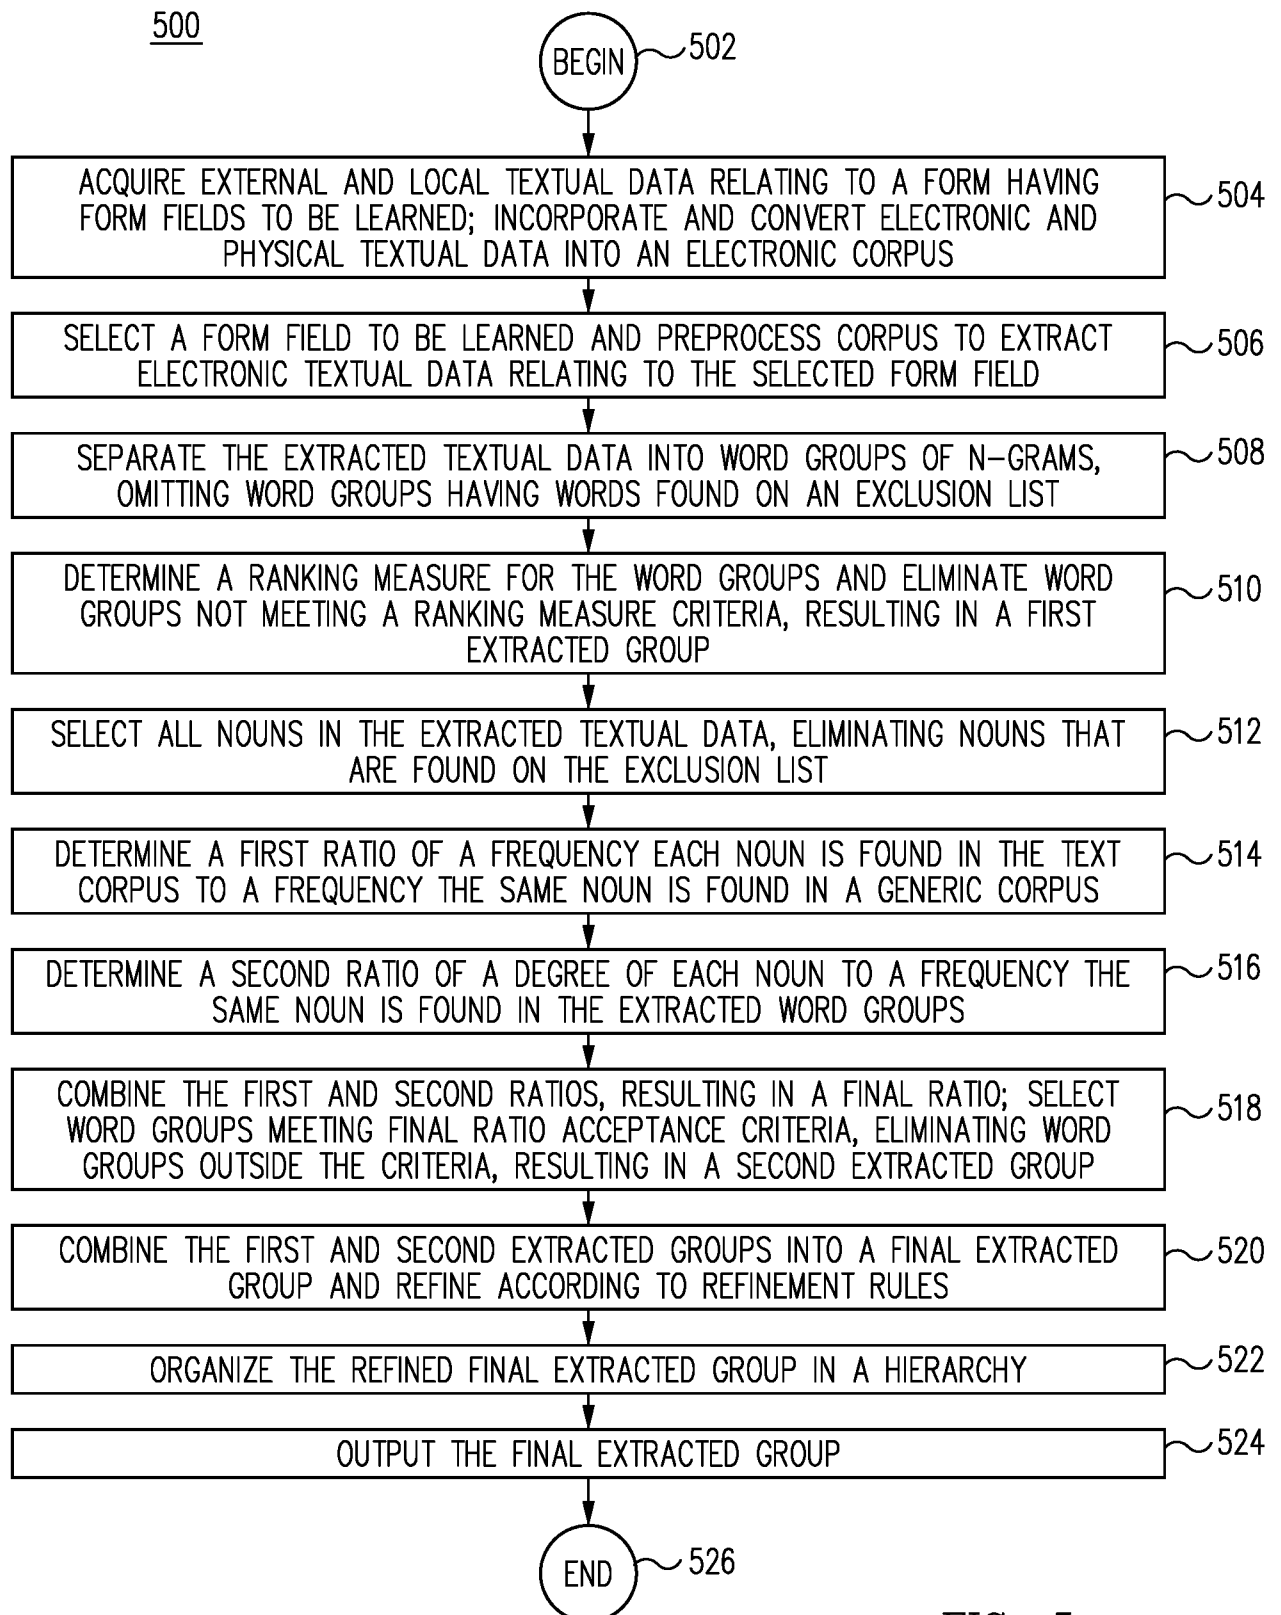 500
BEGIN
502
ACQUIRE EXTERNAL AND LOCAL TEXTUAL DATA RELATING TO A FORM HAVING
FORM FIELDS TO BE LEARNED; INCORPORATE AND CONVERT ELECTRONIC AND
PHYSICAL TEXTUAL DATA INTO AN ELECTRONIC CORPUS
504
SELECT A FORM FIELD TO BE LEARNED AND PREPROCESS CORPUS TO EXTRACT
ELECTRONIC TEXTUAL DATA RELATING TO THE SELECTED FORM FIELD
506
SEPARATE THE EXTRACTED TEXTUAL DATA INTO WORD GROUPS OF N-GRAMS,
OMITTING WORD GROUPS HAVING WORDS FOUND ON AN EXCLUSION LIST
508
DETERMINE A RANKING MEASURE FOR THE WORD GROUPS AND ELIMINATE WORD
GROUPS NOT MEETING A RANKING MEASURE CRITERIA, RESULTING IN A FIRST
EXTRACTED GROUP
510
SELECT ALL NOUNS IN THE EXTRACTED TEXTUAL DATA, ELIMINATING NOUNS THAT
ARE FOUND ON THE EXCLUSION LIST
512
DETERMINE A FIRST RATIO OF A FREQUENCY EACH NOUN IS FOUND IN THE TEXT
CORPUS TO A FREQUENCY THE SAME NOUN IS FOUND IN A GENERIC CORPUS
514
DETERMINE A SECOND RATIO OF A DEGREE OF EACH NOUN TO A FREQUENCY THE
SAME NOUN IS FOUND IN THE EXTRACTED WORD GROUPS
516
COMBINE THE FIRST AND SECOND RATIOS, RESULTING IN A FINAL RATIO; SELECT
WORD GROUPS MEETING FINAL RATIO ACCEPTANCE CRITERIA, ELIMINATING WORD
GROUPS OUTSIDE THE CRITERIA, RESULTING IN A SECOND EXTRACTED GROUP
518
COMBINE THE FIRST AND SECOND EXTRACTED GROUPS INTO A FINAL EXTRACTED
GROUP AND REFINE ACCORDING TO REFINEMENT RULES
520
ORGANIZE THE REFINED FINAL EXTRACTED GROUP IN A HIERARCHY
522
OUTPUT THE FINAL EXTRACTED GROUP
524
END
526